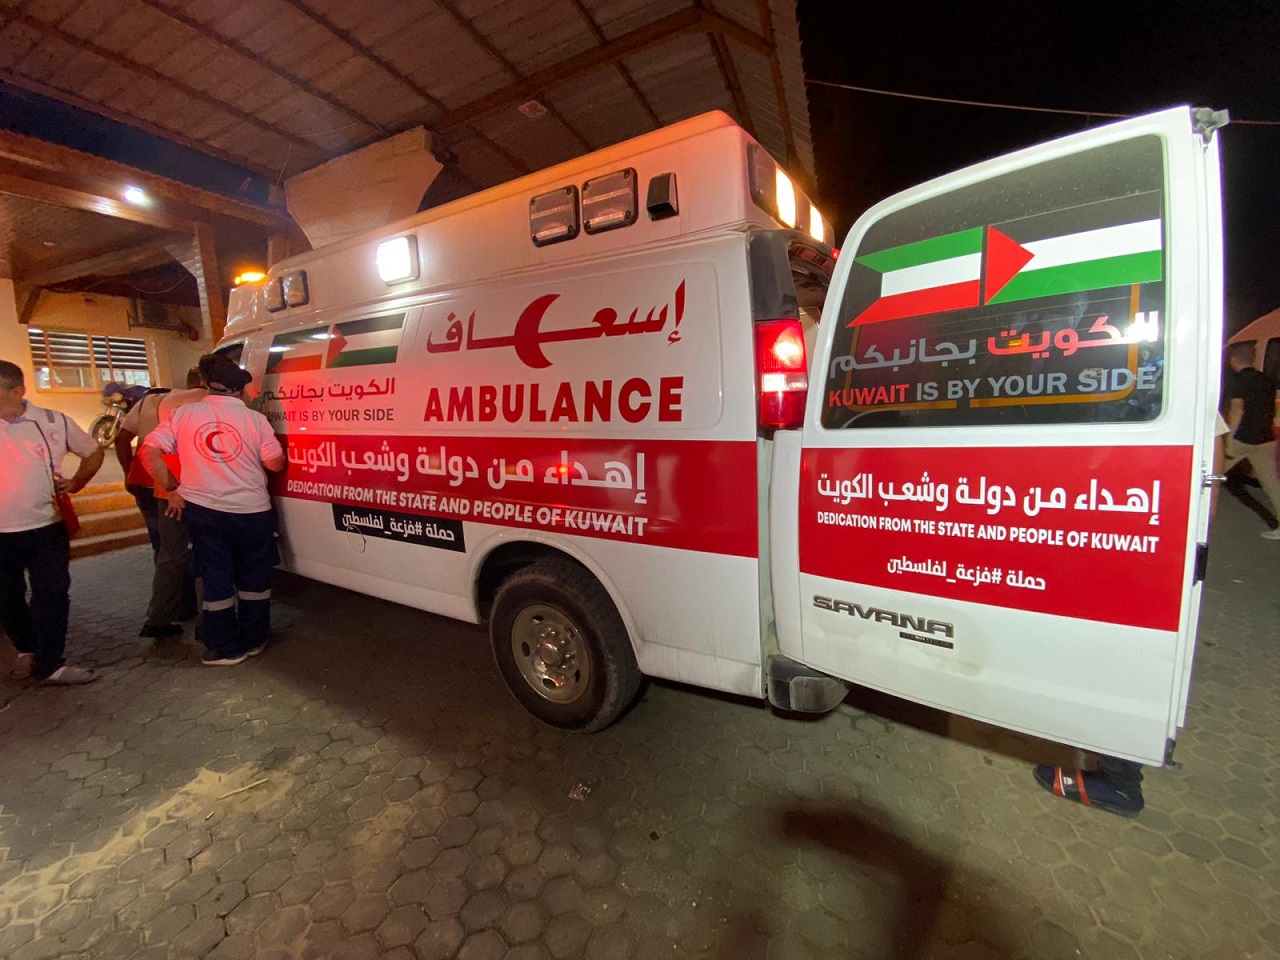 إسعاف
AMBULANCE
الكويت بجانبكم
KUWAIT IS BY YOUR SIDE
إهداء من دولة وشعب الكويت
DEDICATION FROM THE STATE AND PEOPLE OF KUWAIT
حملة #فزعة_لفلسطين
الكويت بجانبكم
KUWAIT IS BY YOUR SIDE
إهداء من دولة وشعب الكويت
DEDICATION FROM THE STATE AND PEOPLE OF KUWAIT
حملة #فزعة_لفلسطين
SAVANA